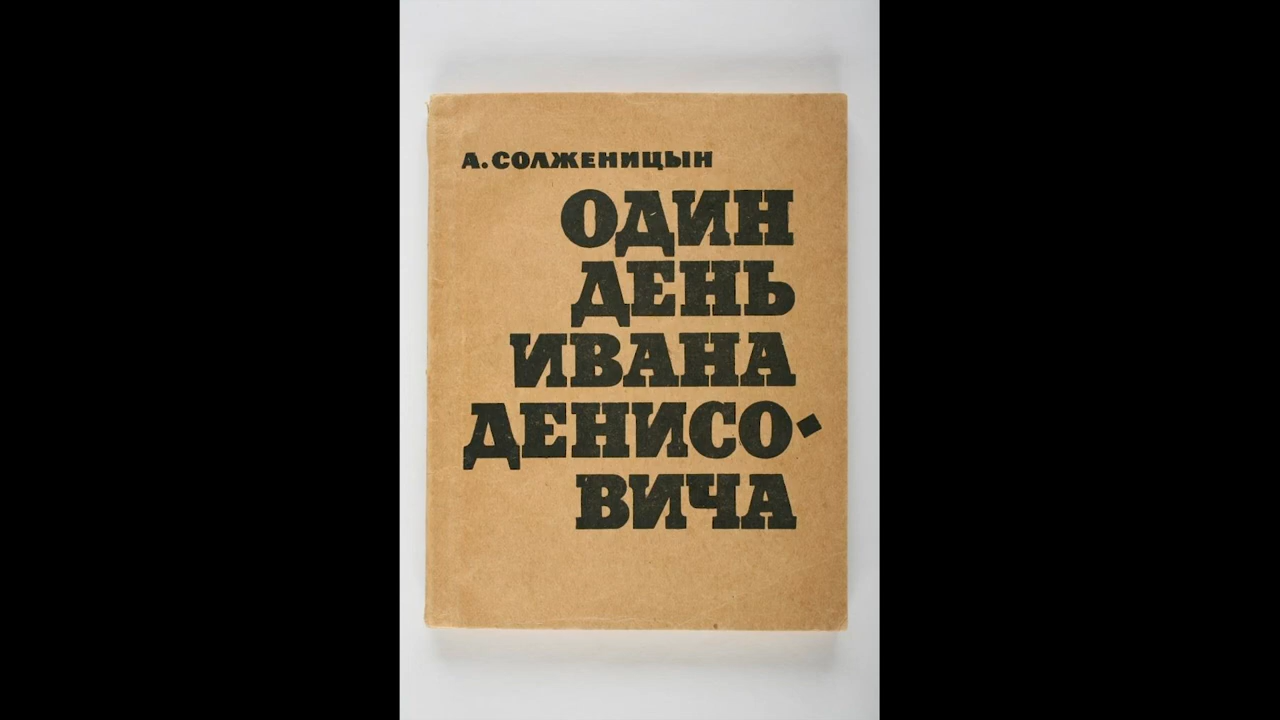 А. СОЛЖЕНИЦЫН
ОДИН
ДЕНЬ
ИВАНА
ДЕНИСО-
ВИЧА